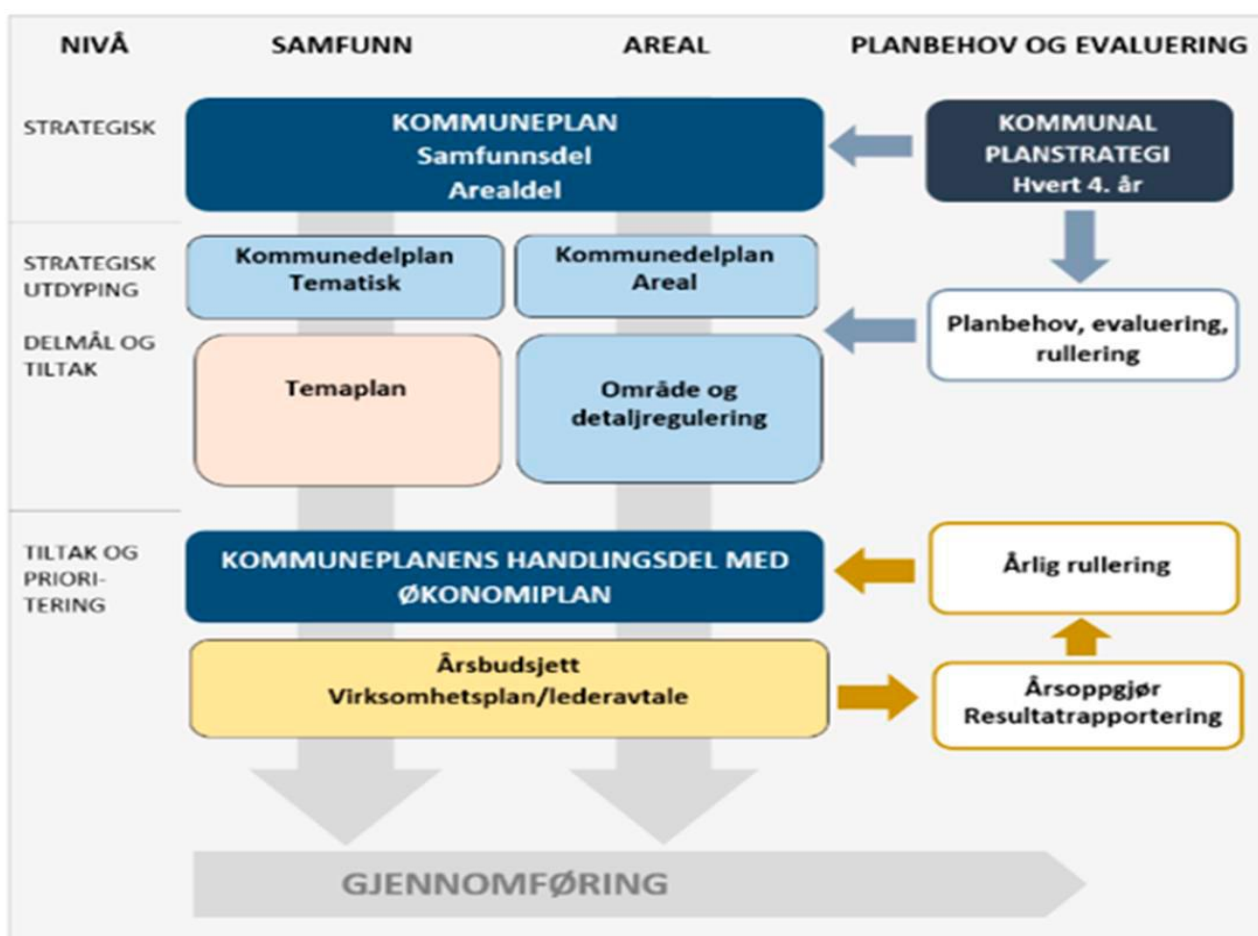 NIVÅ
SAMFUNN
AREAL
PLANBEHOV OG EVALUERING
STRATEGISK
KOMMUNEPLAN
Samfunnsdel
Arealdel
KOMMUNAL
PLANSTRATEGI
Hvert 4. år
STRATEGISK
UTDYPING
Kommunedelplan
Tematisk
Kommunedelplan
Areal
Planbehov, evaluering,
rullering
DELMÅL OG
TILTAK
Temaplan
Område og
detaljregulering
TILTAK OG
PRIORI-
TERING
KOMMUNEPLANENS HANDLINGSDEL MED
ØKONOMIPLAN
Årlig rullering
Årsbudsjett
Virksomhetsplan/lederavtale
Årsoppgjør
Resultatrapportering
GJENNOMFØRING